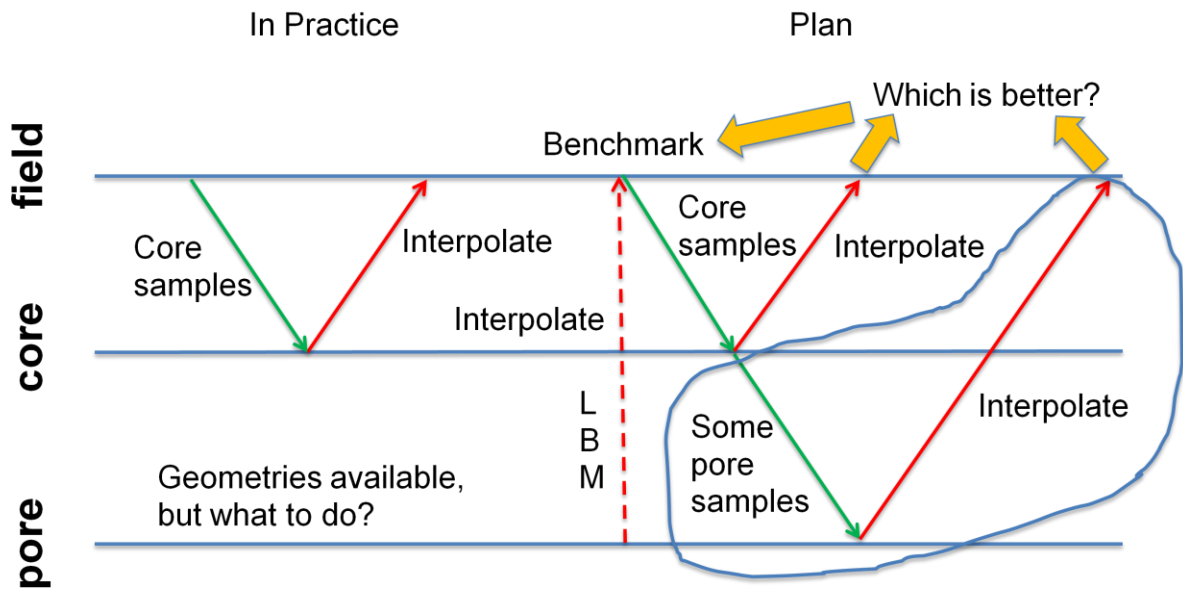 In Practice
Plan
Which is better?
Benchmark
field
Core
samples
Interpolate
Core
samples
Interpolate
Interpolate
core
L
B
M
Some
pore
samples
Interpolate
Geometries available,
but what to do?
pore